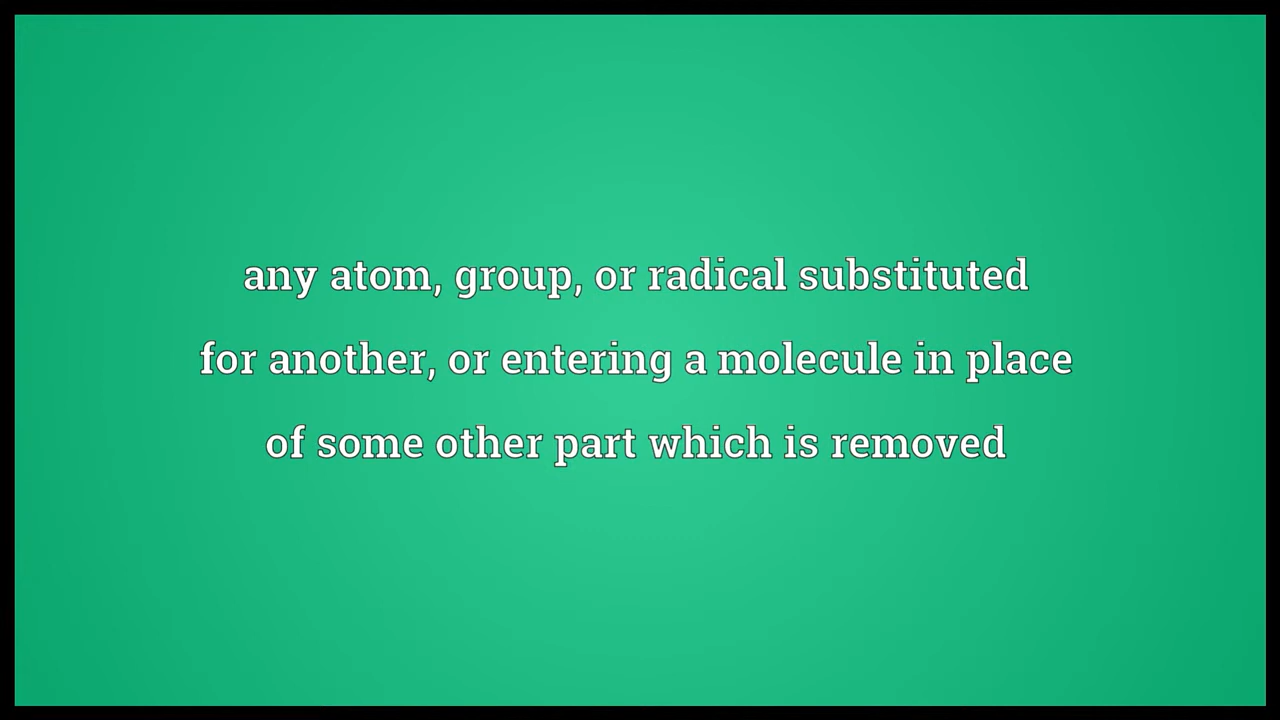 any atom, group, or radical substituted
for another, or entering a molecule in place
of some other part which is removed